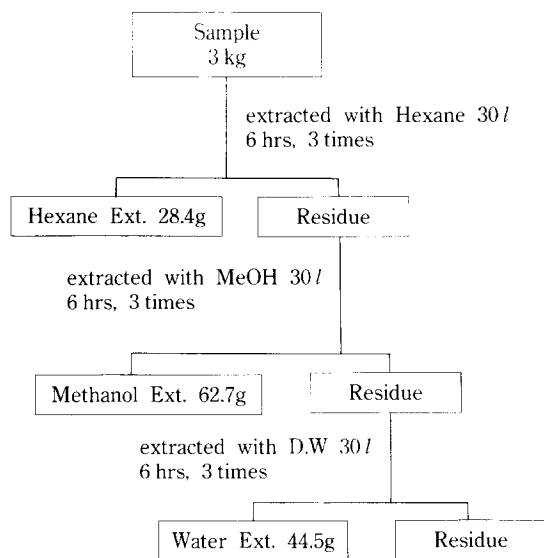 Sample
3 kg
extracted with Hexane 30 l
6 hrs, 3 times
Hexane Ext. 28.4g
Residue
extracted with MeOH 30 l
6 hrs, 3 times
Methanol Ext. 62.7g
Residue
extracted with D.W 30 l
6 hrs, 3 times
Water Ext. 44.5g
Residue